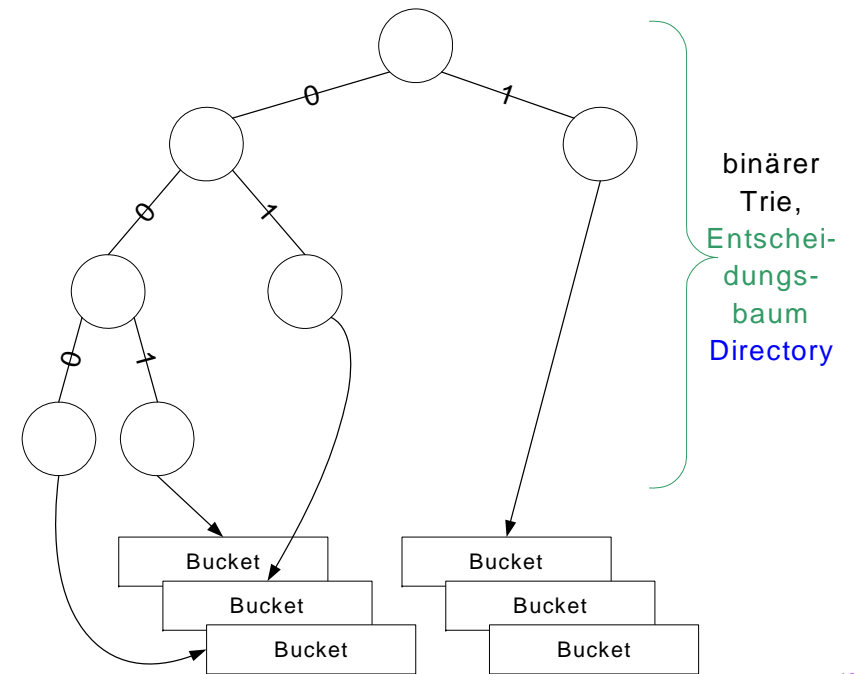 0
1
binärer
Trie,
Entschei-
dungs-
baum
Directory
0
1
0
1
Bucket
Bucket
Bucket
Bucket
Bucket
Bucket